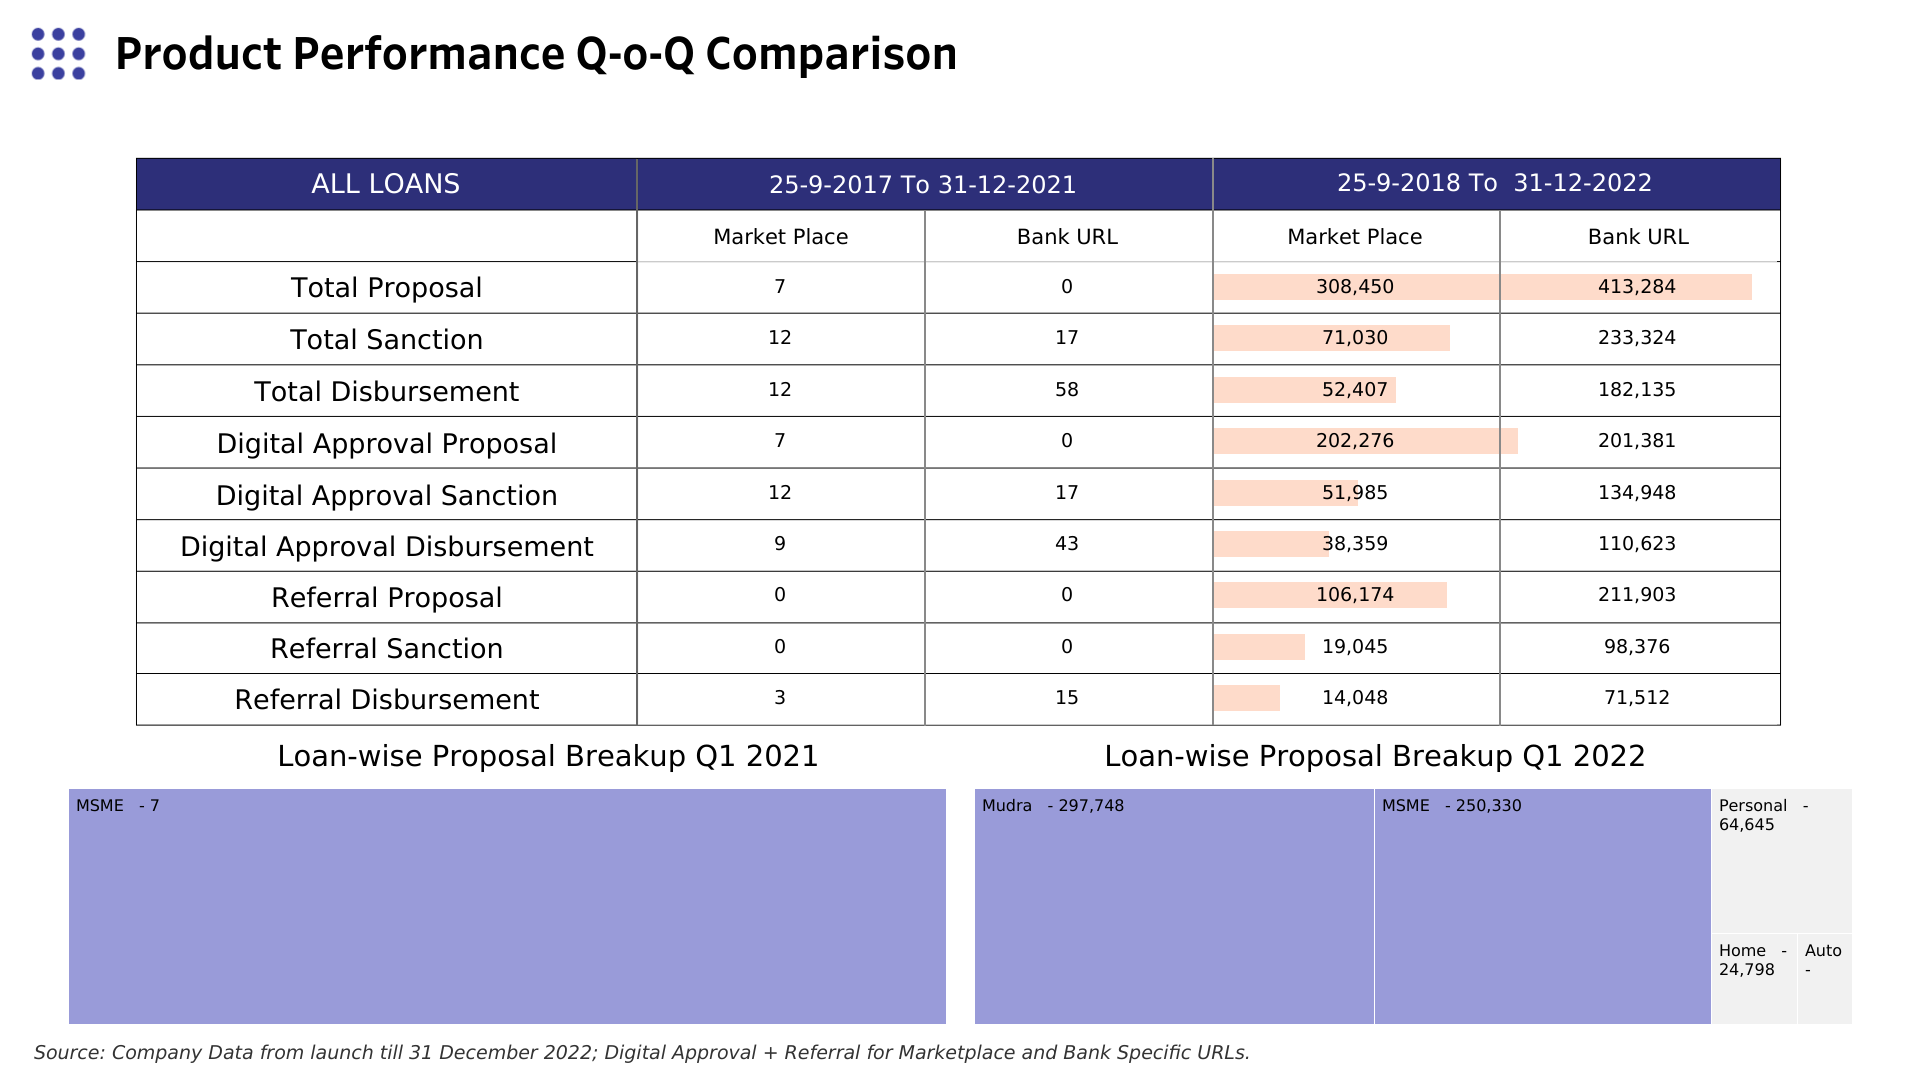 Product Performance Q-o-Q Comparison
ALL LOANS 25-9-2017 To 31-12-2021 25-9-2018 To  31-12-2022
Market Place Bank URL Market Place Bank URL
Total Proposal 7 0 308,450 413,284
Total Sanction 12 17 71,030 233,324
Total Disbursement 12 58 52,407 182,135
Digital Approval Proposal 7 0 202,276 201,381
Digital Approval Sanction 12 17 51,985 134,948
Digital Approval Disbursement 9 43 38,359 110,623
Referral Proposal 0 0 106,174 211,903
Referral Sanction 0 0 19,045 98,376
Referral Disbursement 3 15 14,048 71,512
Loan-wise Proposal Breakup Q1 2021
MSME - 7
Loan-wise Proposal Breakup Q1 2022
Mudra - 297,748
MSME - 250,330
Personal -
64,645
Home -
24,798
Auto
-
Source: Company Data from launch till 31 December 2022; Digital Approval + Referral for Marketplace and Bank Specific URLs.